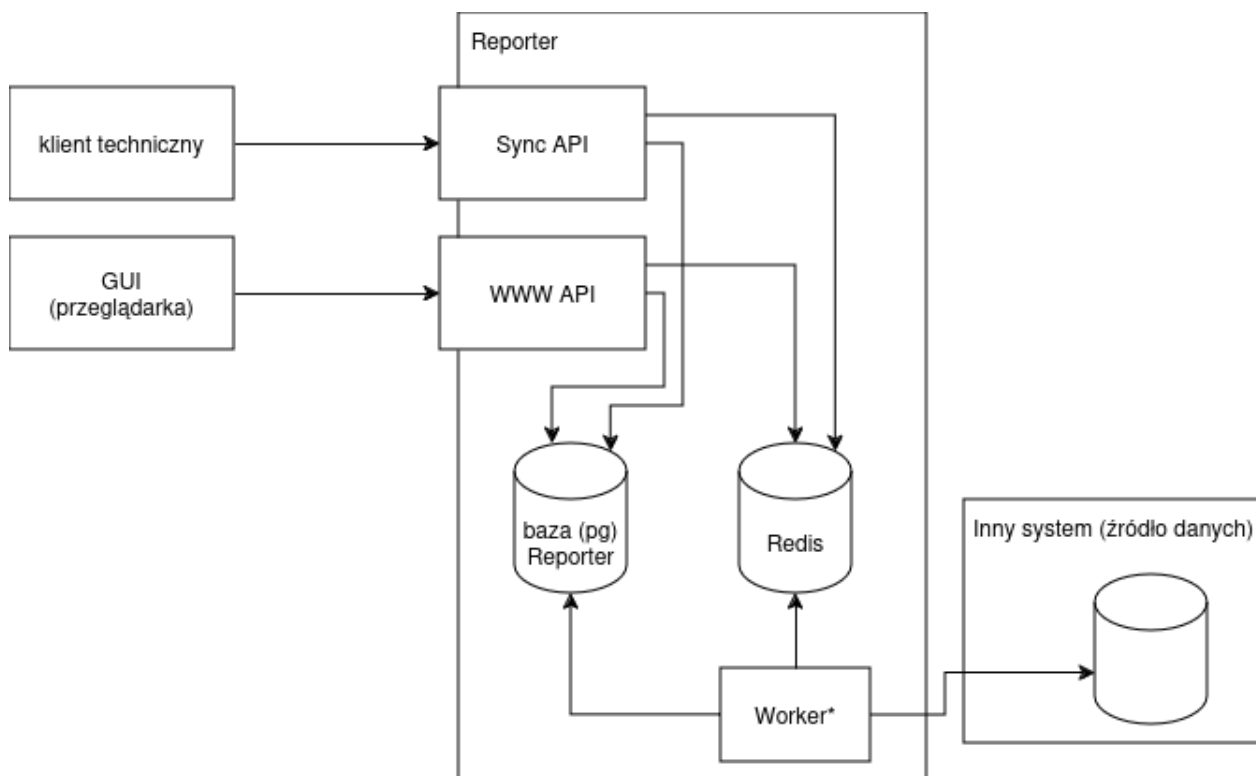 Reporter
klient techniczny
Sync API
GUI
(przeglądarka)
WWW API
baza (pg)
Reporter
Redis
Inny system (źródło danych)
Worker*